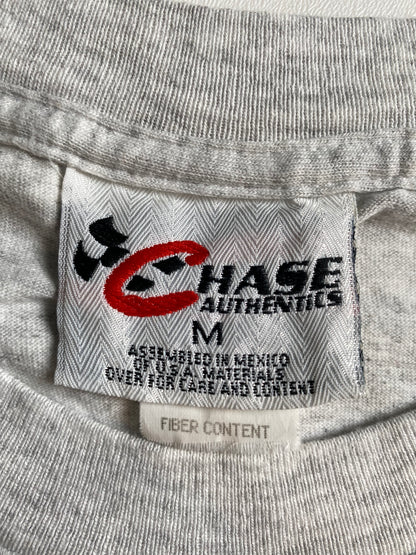 CHASE
AUTHENTICS
M
ASSEMBLED IN MEXICO
OF U.S.A. MATERIALS
OVER FOR CARE AND CONTENT
FIBER CONTENT